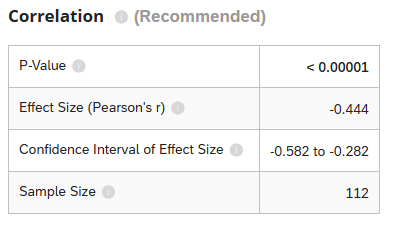 Correlation (Recommended)
P-Value < 0.00001
Effect Size (Pearson's r) -0.444
Confidence Interval of Effect Size -0.582 to -0.282
Sample Size 112